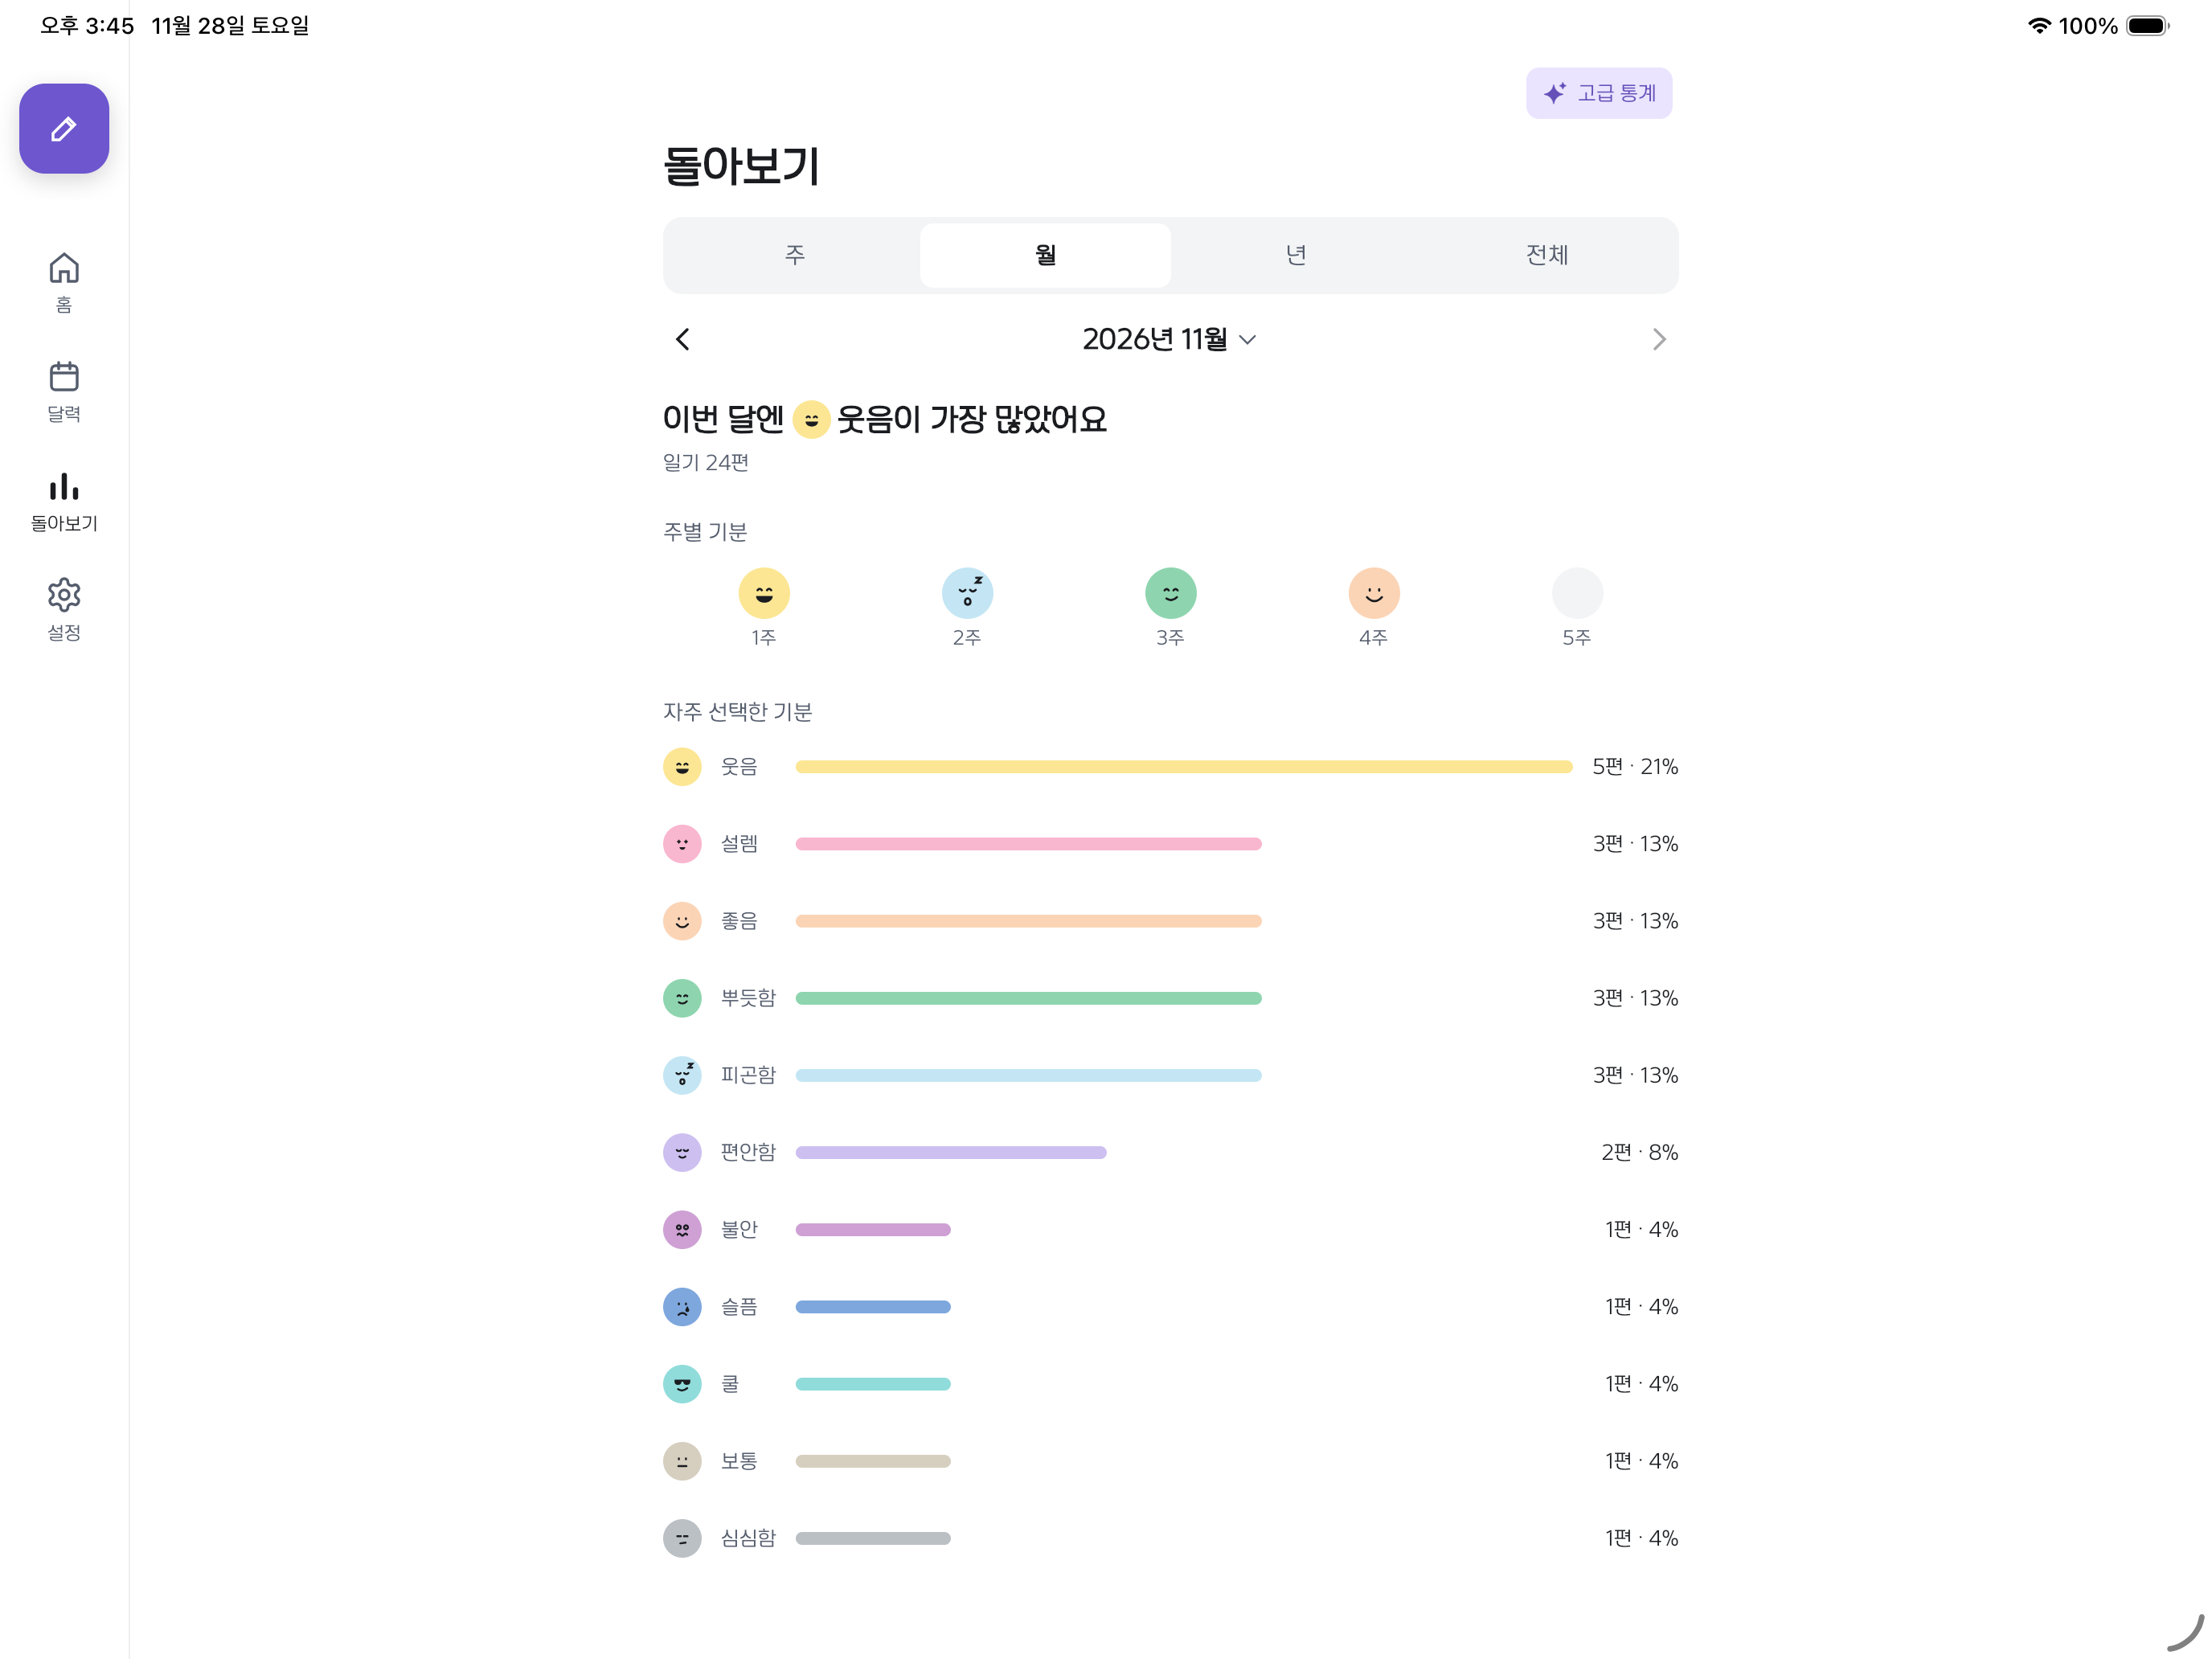 오후 3:45 11월 28일 토요일
100%
고급 통계
홈
달력
돌아보기
설정
돌아보기
주 월 년 전체
2026년 11월
이번 달엔 웃음이 가장 많았어요
일기 24편
주별 기분
1주 2주 3주 4주 5주
자주 선택한 기분
웃음 5편 · 21%
설렘 3편 · 13%
좋음 3편 · 13%
뿌듯함 3편 · 13%
피곤함 3편 · 13%
편안함 2편 · 8%
불안 1편 · 4%
슬픔 1편 · 4%
쿨 1편 · 4%
보통 1편 · 4%
심심함 1편 · 4%